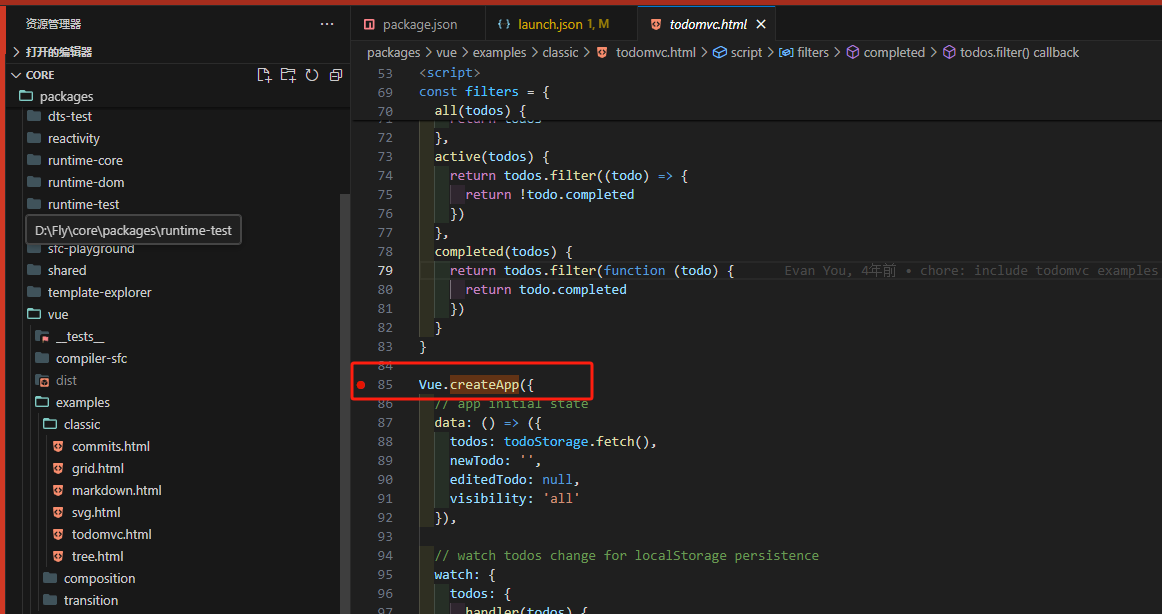 资源管理器
···
打开的编辑器
CORE
packages
dts-test
reactivity
runtime-core
runtime-dom
runtime-test
D:\Fly\core\packages\runtime-test
sfc-playground
shared
template-explorer
vue
__tests__
compiler-sfc
dist
examples
classic
commits.html
grid.html
markdown.html
svg.html
todomvc.html
tree.html
composition
transition
package.json
launch.json 1, M
todomvc.html
packages > vue > examples > classic > todomvc.html > script > filters > completed > todos.filter() callback
53 <script>
69 const filters = {
70 all(todos) {
71 return todos
72 },
73 active(todos) {
74 return todos.filter((todo) => {
75 return !todo.completed
76 })
77 },
78 completed(todos) {
79 return todos.filter(function (todo) { Evan You, 4年前 • chore: include todomvc examples
80 return todo.completed
81 })
82 }
83 }
84
85 Vue.createApp({
86 // app initial state
87 data: () => ({
88 todos: todoStorage.fetch(),
89 newTodo: '',
90 editedTodo: null,
91 visibility: 'all'
92 }),
93
94 // watch todos change for localStorage persistence
95 watch: {
96 todos: {
97 handler(todos) {